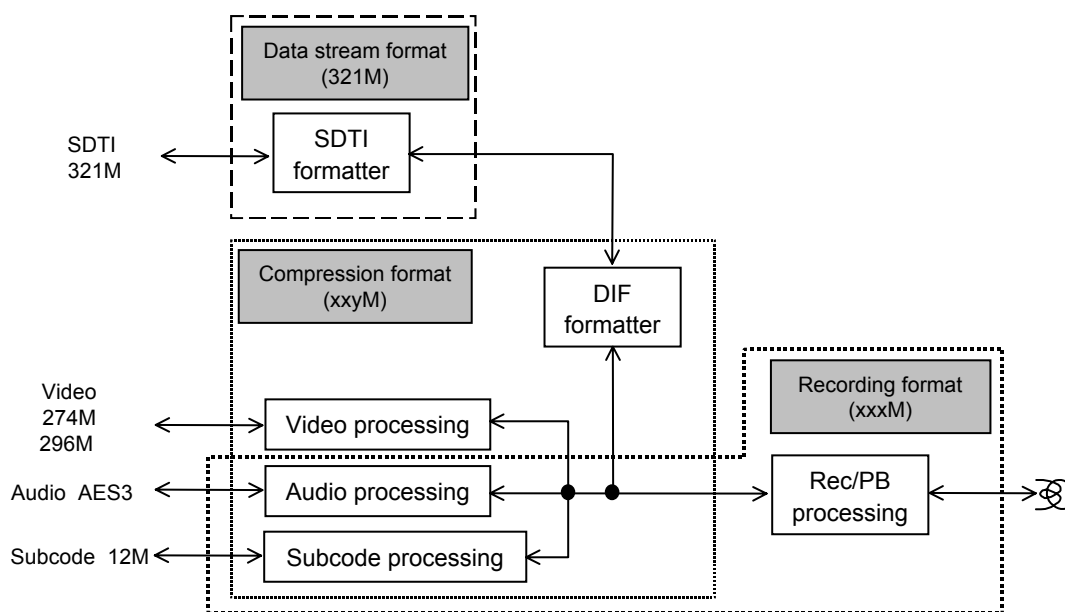 Data stream format
(321M)
SDTI
321M
SDTI
formatter
Compression format
(xxyM)
DIF
formatter
Recording format
(xxxM)
Video
274M
296M
Video processing
Audio AES3
Audio processing
Rec/PB
processing
Subcode 12M
Subcode processing